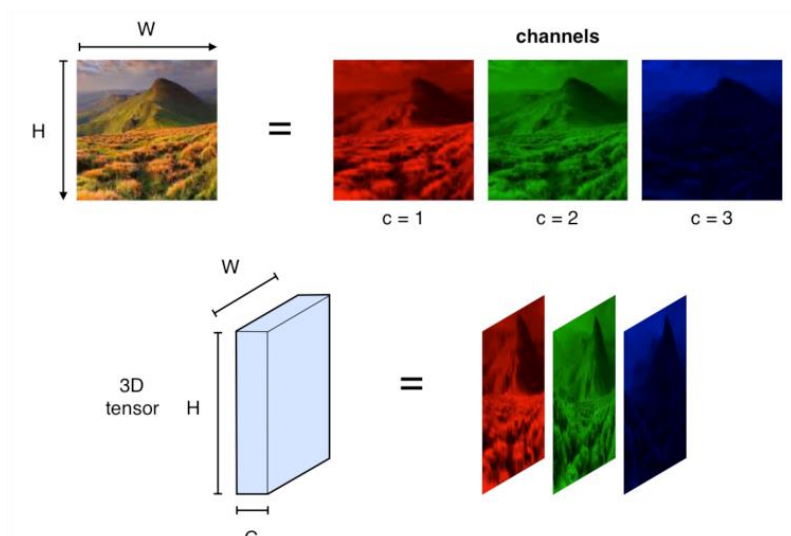 W
channels
H
=
c = 1
c = 2
c = 3
W
3D
tensor
H
=